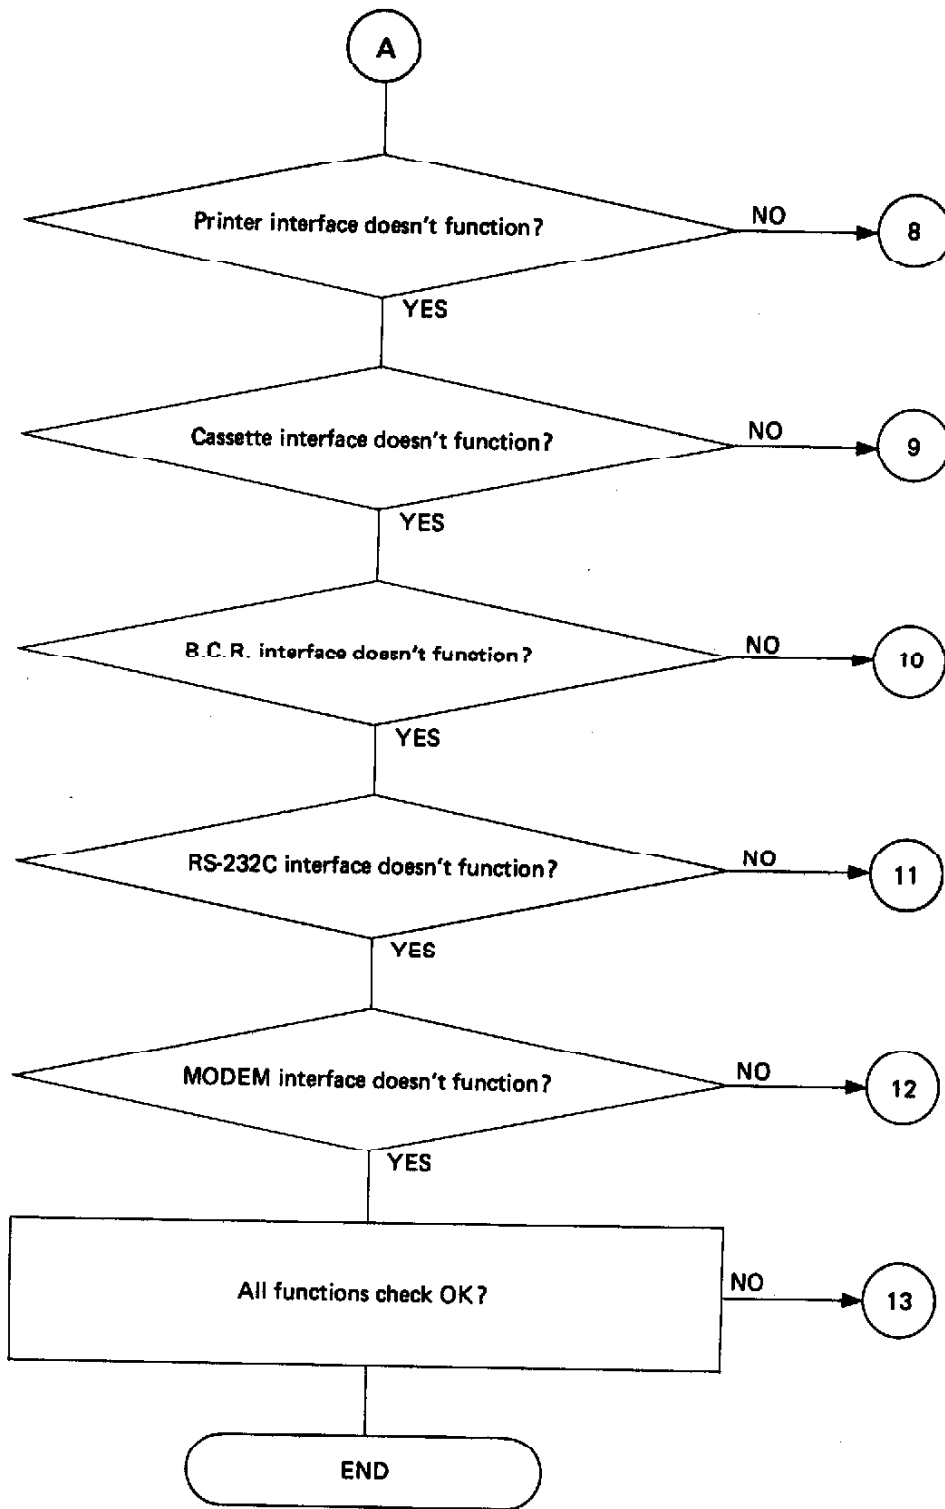 A
Printer interface doesn't function?
NO
8
YES
Cassette interface doesn't function?
NO
9
YES
B.C.R. interface doesn't function?
NO
10
YES
RS-232C interface doesn't function?
NO
11
YES
MODEM interface doesn't function?
NO
12
YES
All functions check OK?
NO
13
END